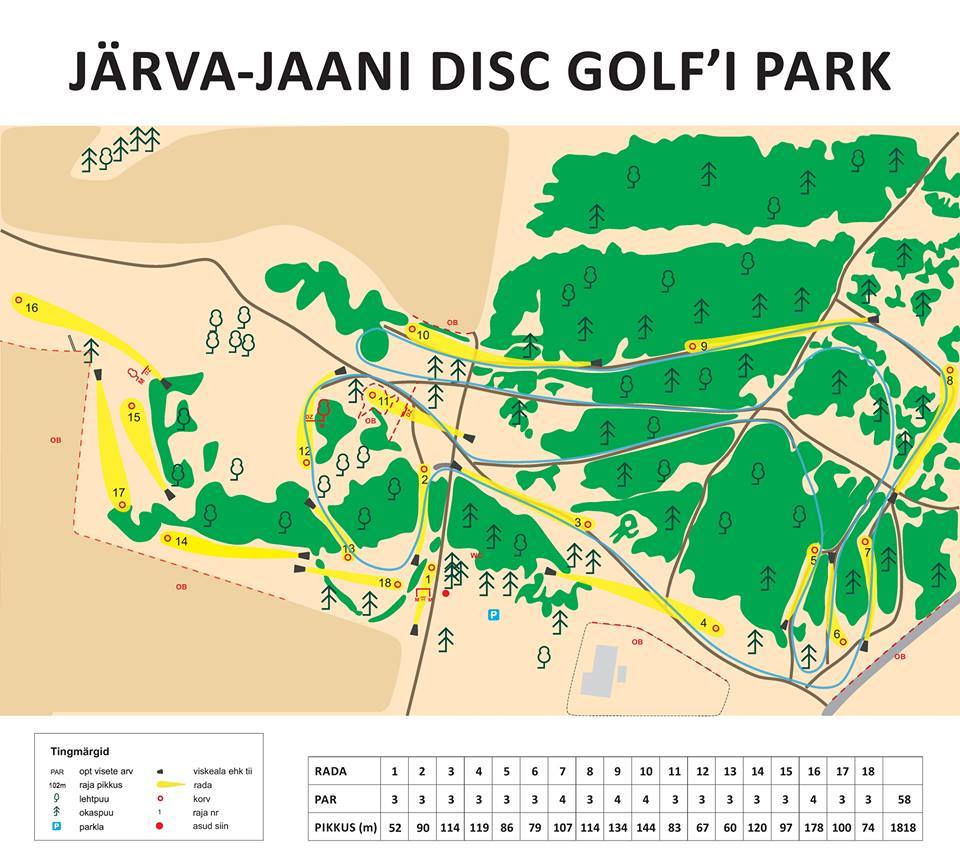 JÄRVA-JAANI DISC GOLF'I PARK
16
10
OB
9
8
11
OB
DZ
15
OB
12
2
17
3
13
14
5
7
18
1
WC
OB
P
4
6
OB
OB
Tingmärgid
PAR opt visete arv
102m raja pikkus
lehtpuu
okaspuu
P parkla
viskeala ehk tii
rada
korv
1 raja nr
asud siin
RADA 1 2 3 4 5 6 7 8 9 10 11 12 13 14 15 16 17 18
PAR 3 3 3 3 3 3 4 3 4 4 3 3 3 3 3 4 3 3 58
PIKKUS (m) 52 90 114 119 86 79 107 114 134 144 83 67 60 120 97 178 100 74 1818